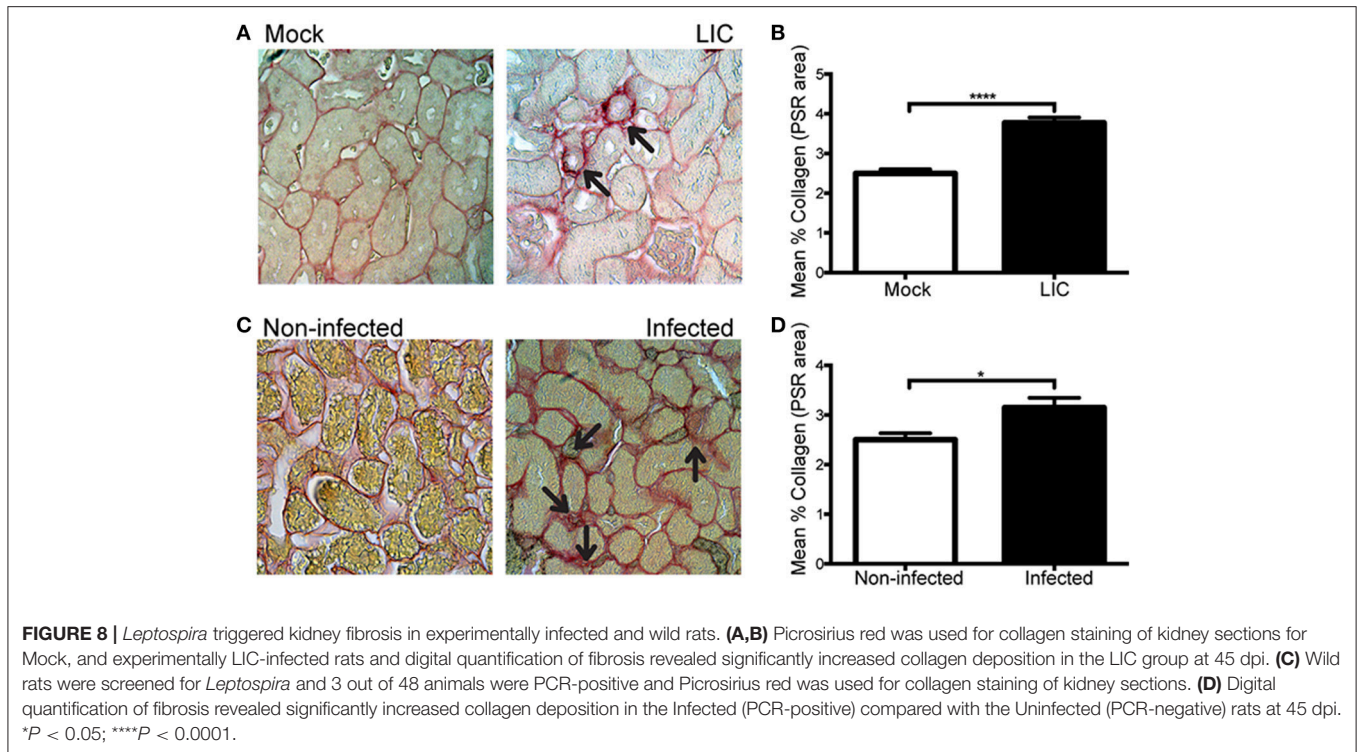 A Mock LIC
B
5
4
3
2
1
0
Mean % Collagen (PSR area)
****
Mock LIC
C Non-infected Infected
D
4
3
2
1
0
Mean % Collagen (PSR area)
*
Non-infected Infected
FIGURE 8 | Leptospira triggered kidney fibrosis in experimentally infected and wild rats. (A,B) Picrosirius red was used for collagen staining of kidney sections for
Mock, and experimentally LIC-infected rats and digital quantification of fibrosis revealed significantly increased collagen deposition in the LIC group at 45 dpi. (C) Wild
rats were screened for Leptospira and 3 out of 48 animals were PCR-positive and Picrosirius red was used for collagen staining of kidney sections. (D) Digital
quantification of fibrosis revealed significantly increased collagen deposition in the Infected (PCR-positive) compared with the Uninfected (PCR-negative) rats at 45 dpi.
*P < 0.05; ****P < 0.0001.